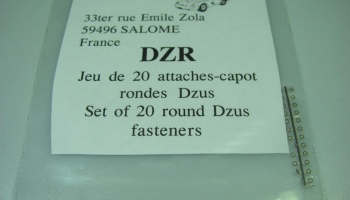 33ter rue Emile Zola
59496 SALOME
France
DZR
Jeu de 20 attaches-capot
rondes Dzus
Set of 20 round Dzus
fasteners